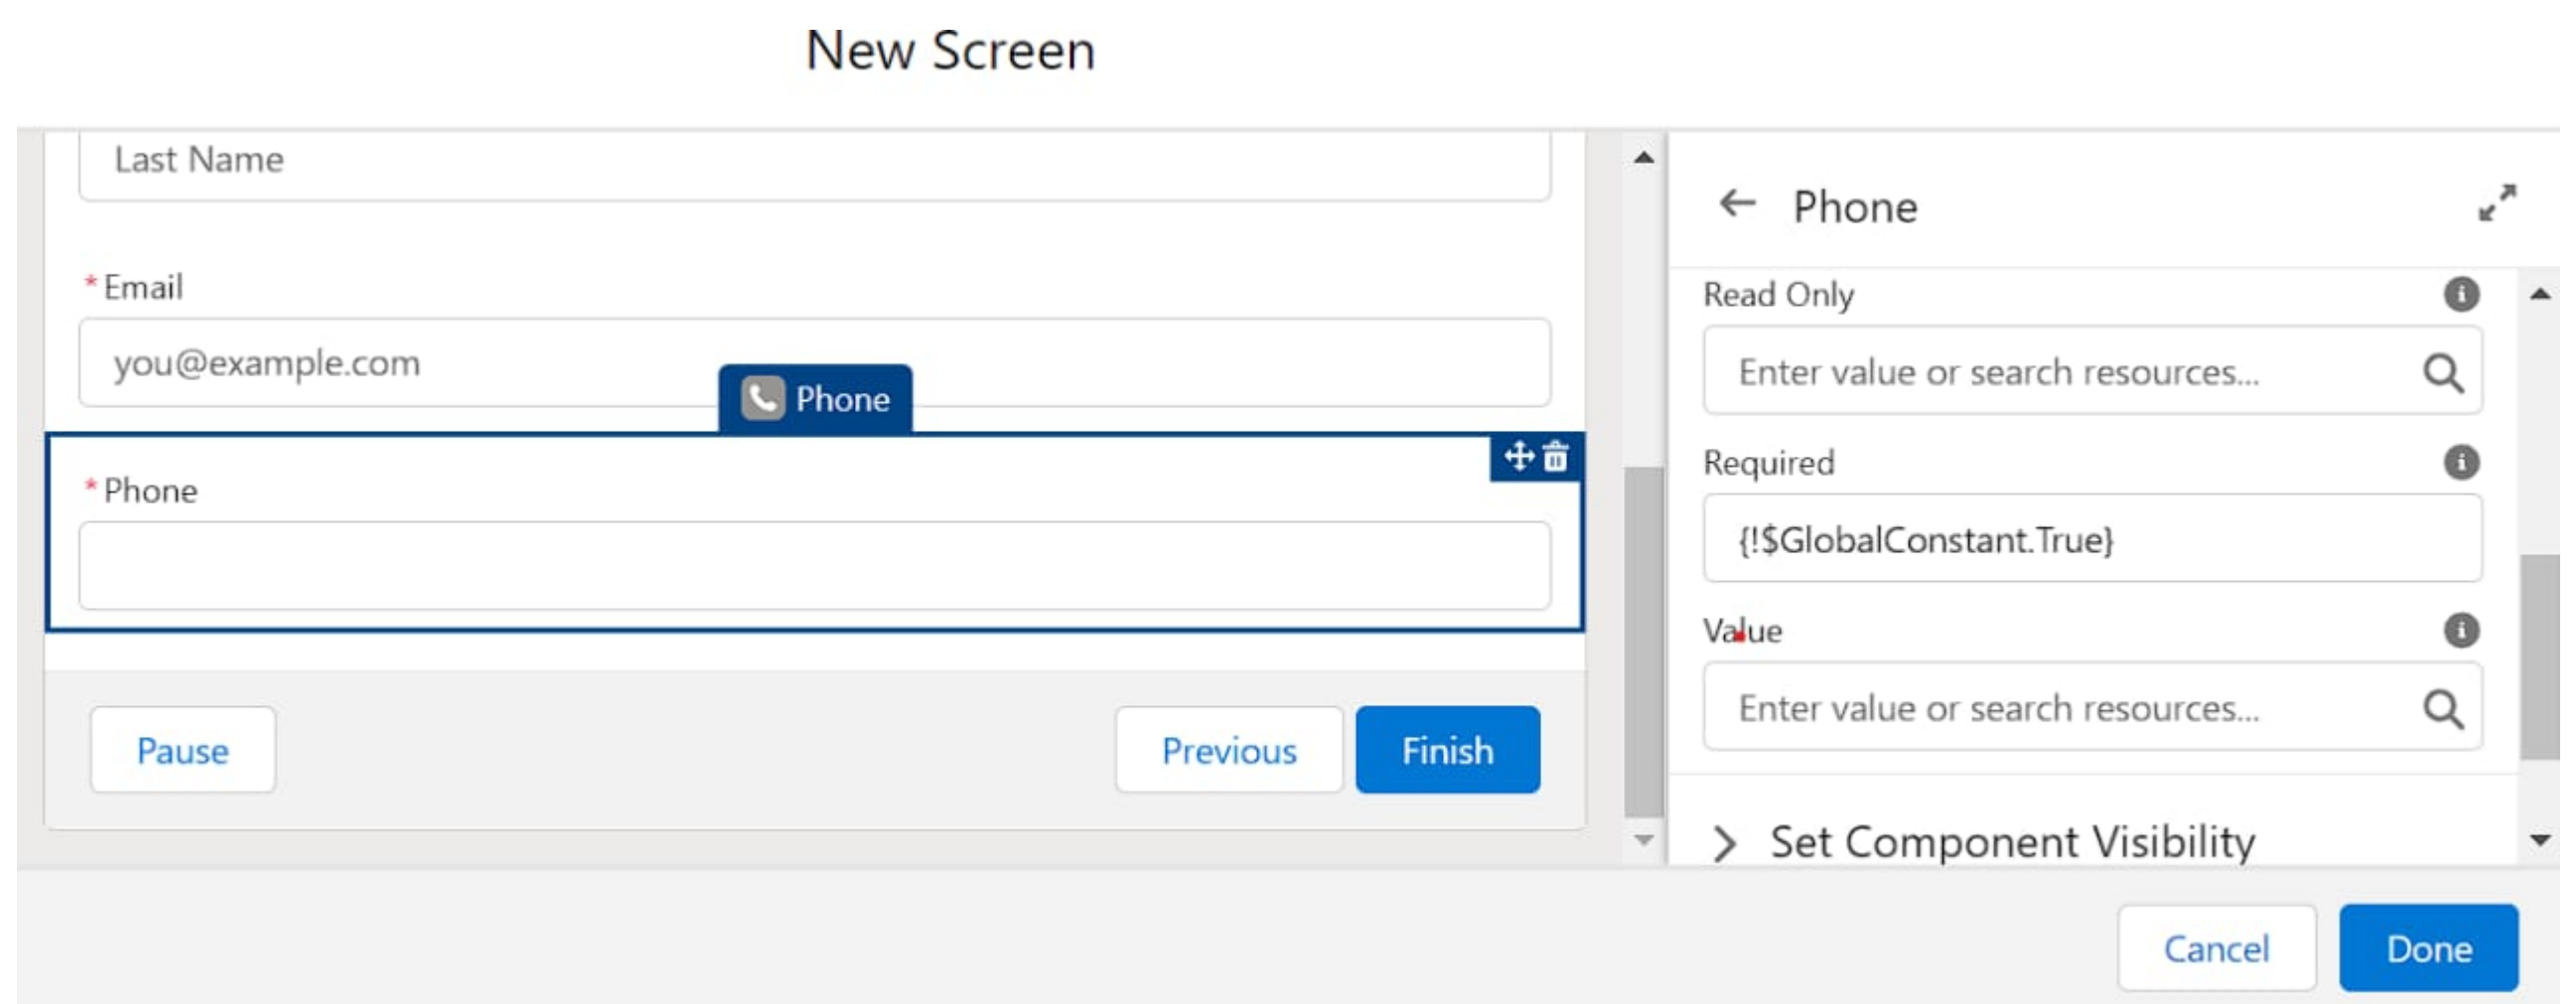 New Screen
Last Name
* Email
you@example.com
Phone
* Phone
Pause
Previous
Finish
Phone
Read Only
Enter value or search resources...
Required
{!$GlobalConstant.True}
Value
Enter value or search resources...
Set Component Visibility
Cancel
Done